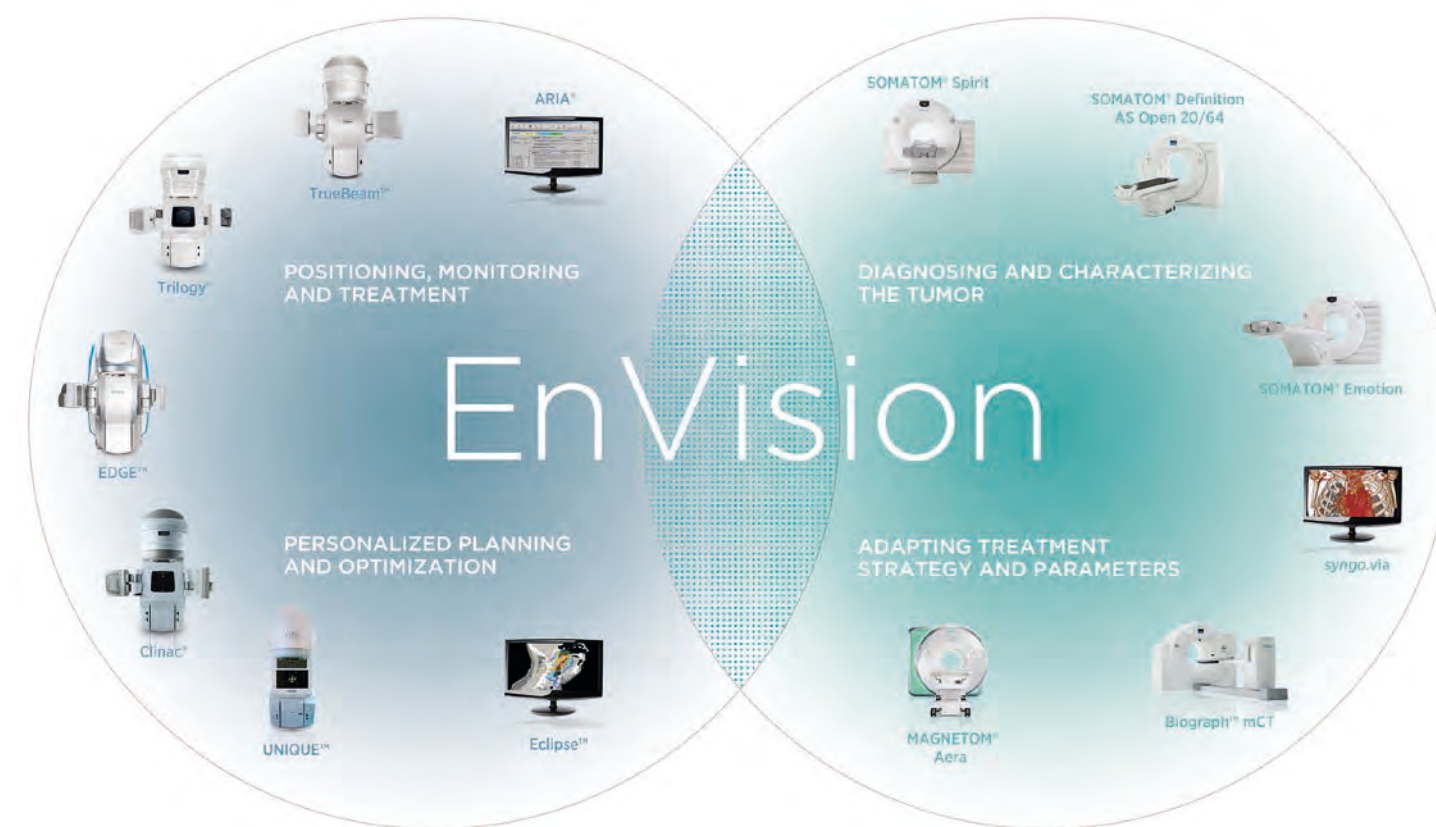 ARIA®
TrueBeam™
Trilogy®
POSITIONING, MONITORING
AND TREATMENT
EDGE™
PERSONALIZED PLANNING
AND OPTIMIZATION
Clinac®
UNIQUE™
Eclipse™
EnVision
SOMATOM® Spirit
SOMATOM® Definition
AS Open 20/64
DIAGNOSING AND CHARACTERIZING
THE TUMOR
SOMATOM® Emotion
syngo.via
ADAPTING TREATMENT
STRATEGY AND PARAMETERS
Biograph™ mCT
MAGNETOM®
Aera